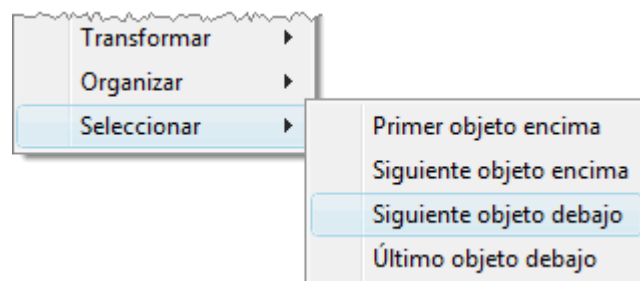 Transformar
Organizar
Seleccionar
Primer objeto encima
Siguiente objeto encima
Siguiente objeto debajo
Último objeto debajo